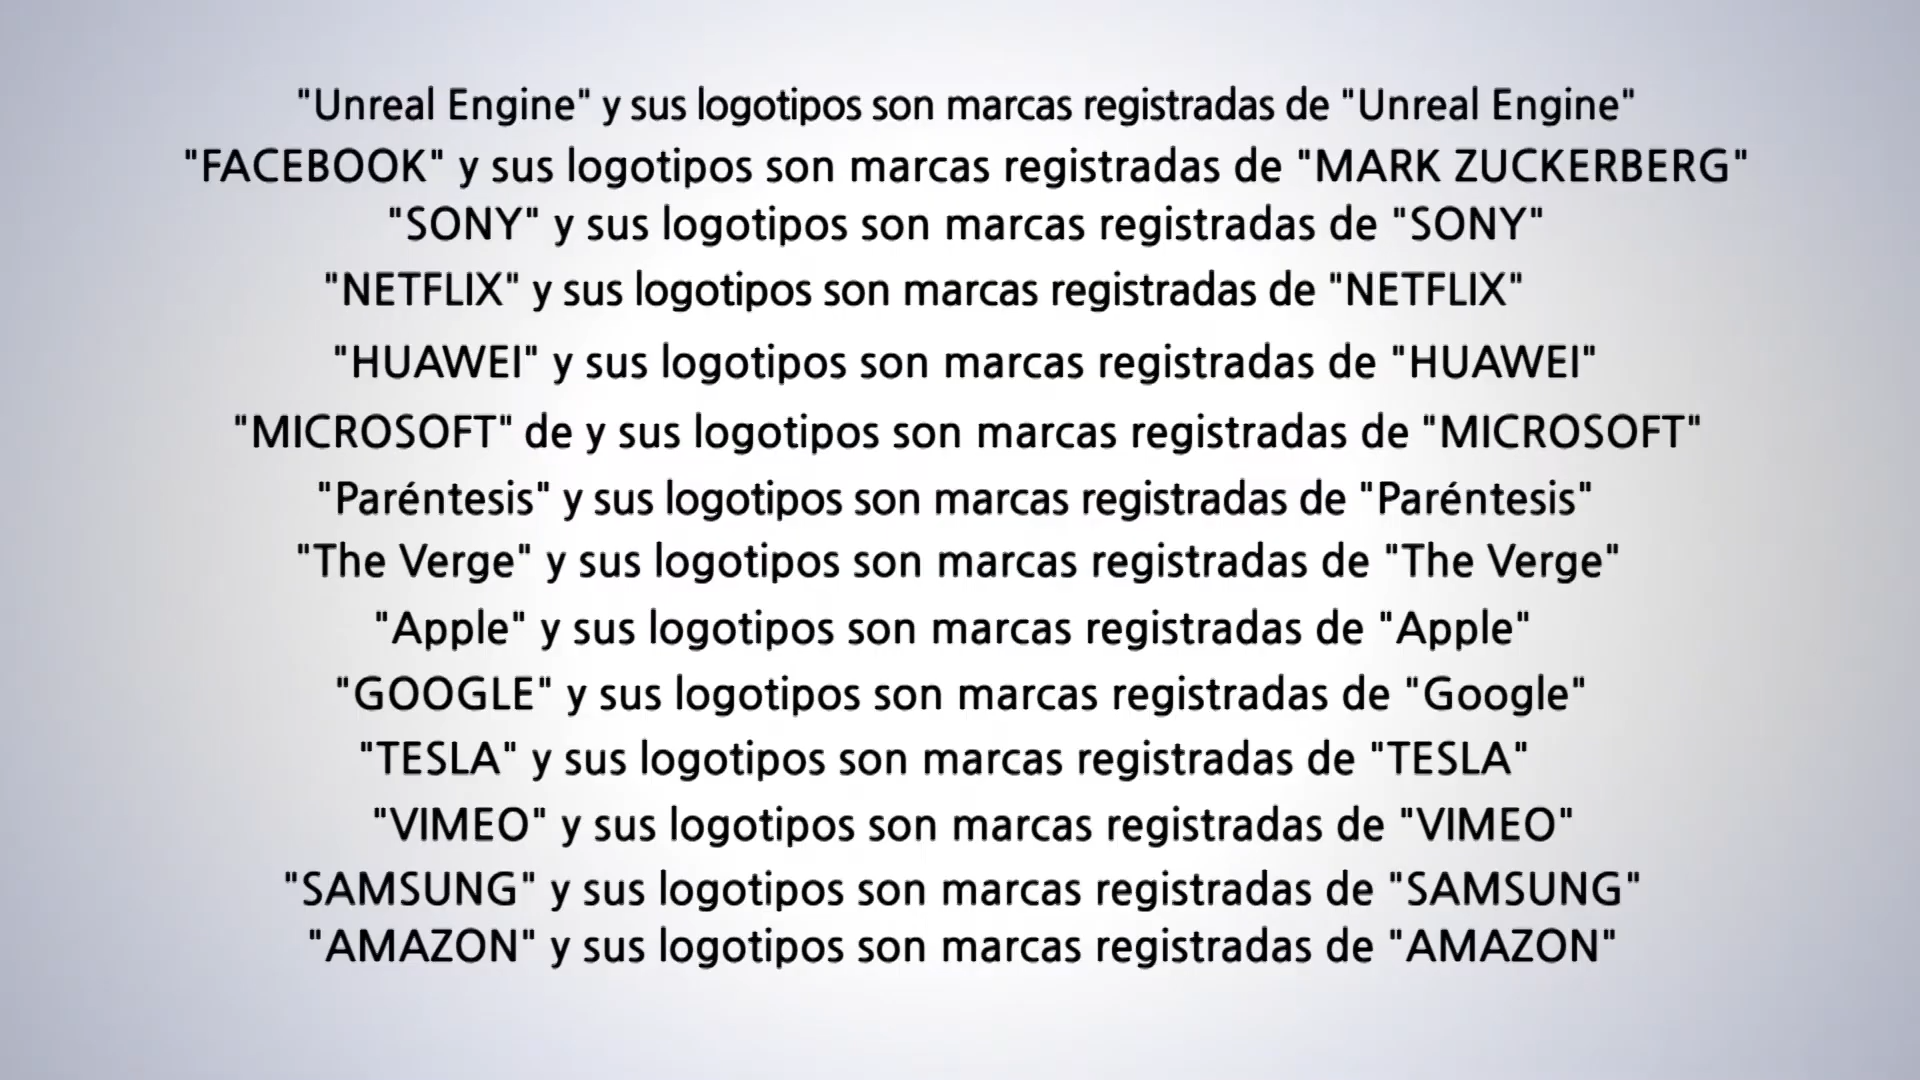 "Unreal Engine" y sus logotipos son marcas registradas de "Unreal Engine"
"FACEBOOK" y sus logotipos son marcas registradas de "MARK ZUCKERBERG"
"SONY" y sus logotipos son marcas registradas de "SONY"
"NETFLIX" y sus logotipos son marcas registradas de "NETFLIX"
"HUAWEI" y sus logotipos son marcas registradas de "HUAWEI"
"MICROSOFT" de y sus logotipos son marcas registradas de "MICROSOFT"
"Paréntesis" y sus logotipos son marcas registradas de "Paréntesis"
"The Verge" y sus logotipos son marcas registradas de "The Verge"
"Apple" y sus logotipos son marcas registradas de "Apple"
"GOOGLE" y sus logotipos son marcas registradas de "Google"
"TESLA" y sus logotipos son marcas registradas de "TESLA"
"VIMEO" y sus logotipos son marcas registradas de "VIMEO"
"SAMSUNG" y sus logotipos son marcas registradas de "SAMSUNG"
"AMAZON" y sus logotipos son marcas registradas de "AMAZON"